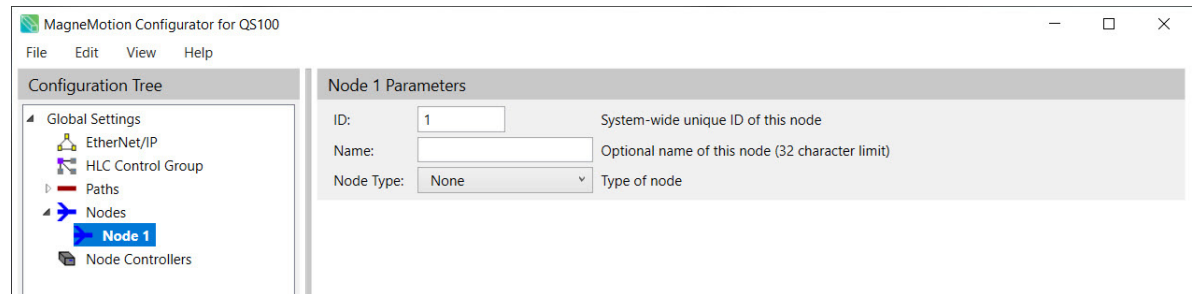 MagneMotion Configurator for QS100
File Edit View Help
Configuration Tree
Global Settings
EtherNet/IP
HLC Control Group
Paths
Nodes
Node 1
Node Controllers
Node 1 Parameters
ID: 1 System-wide unique ID of this node
Name: Optional name of this node (32 character limit)
Node Type: None Type of node